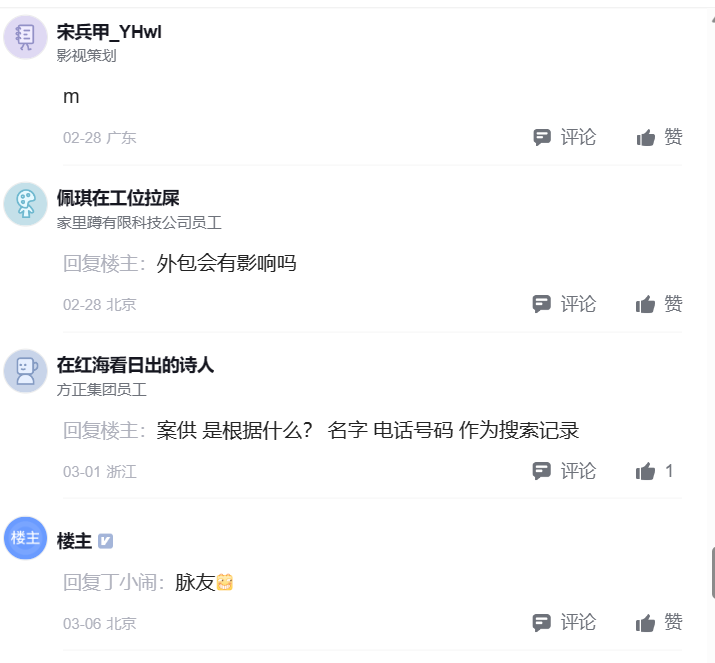 宋兵甲_YHwl
影视策划
m
02-28 广东 评论 赞
佩琪在工位拉屎
家里蹲有限科技公司员工
回复楼主：外包会有影响吗
02-28 北京 评论 赞
在红海看日出的诗人
方正集团员工
回复楼主：案供 是根据什么? 名字 电话号码 作为搜索记录
03-01 浙江 评论 1
楼主 楼主
回复丁小闹：脉友
03-06 北京 评论 赞